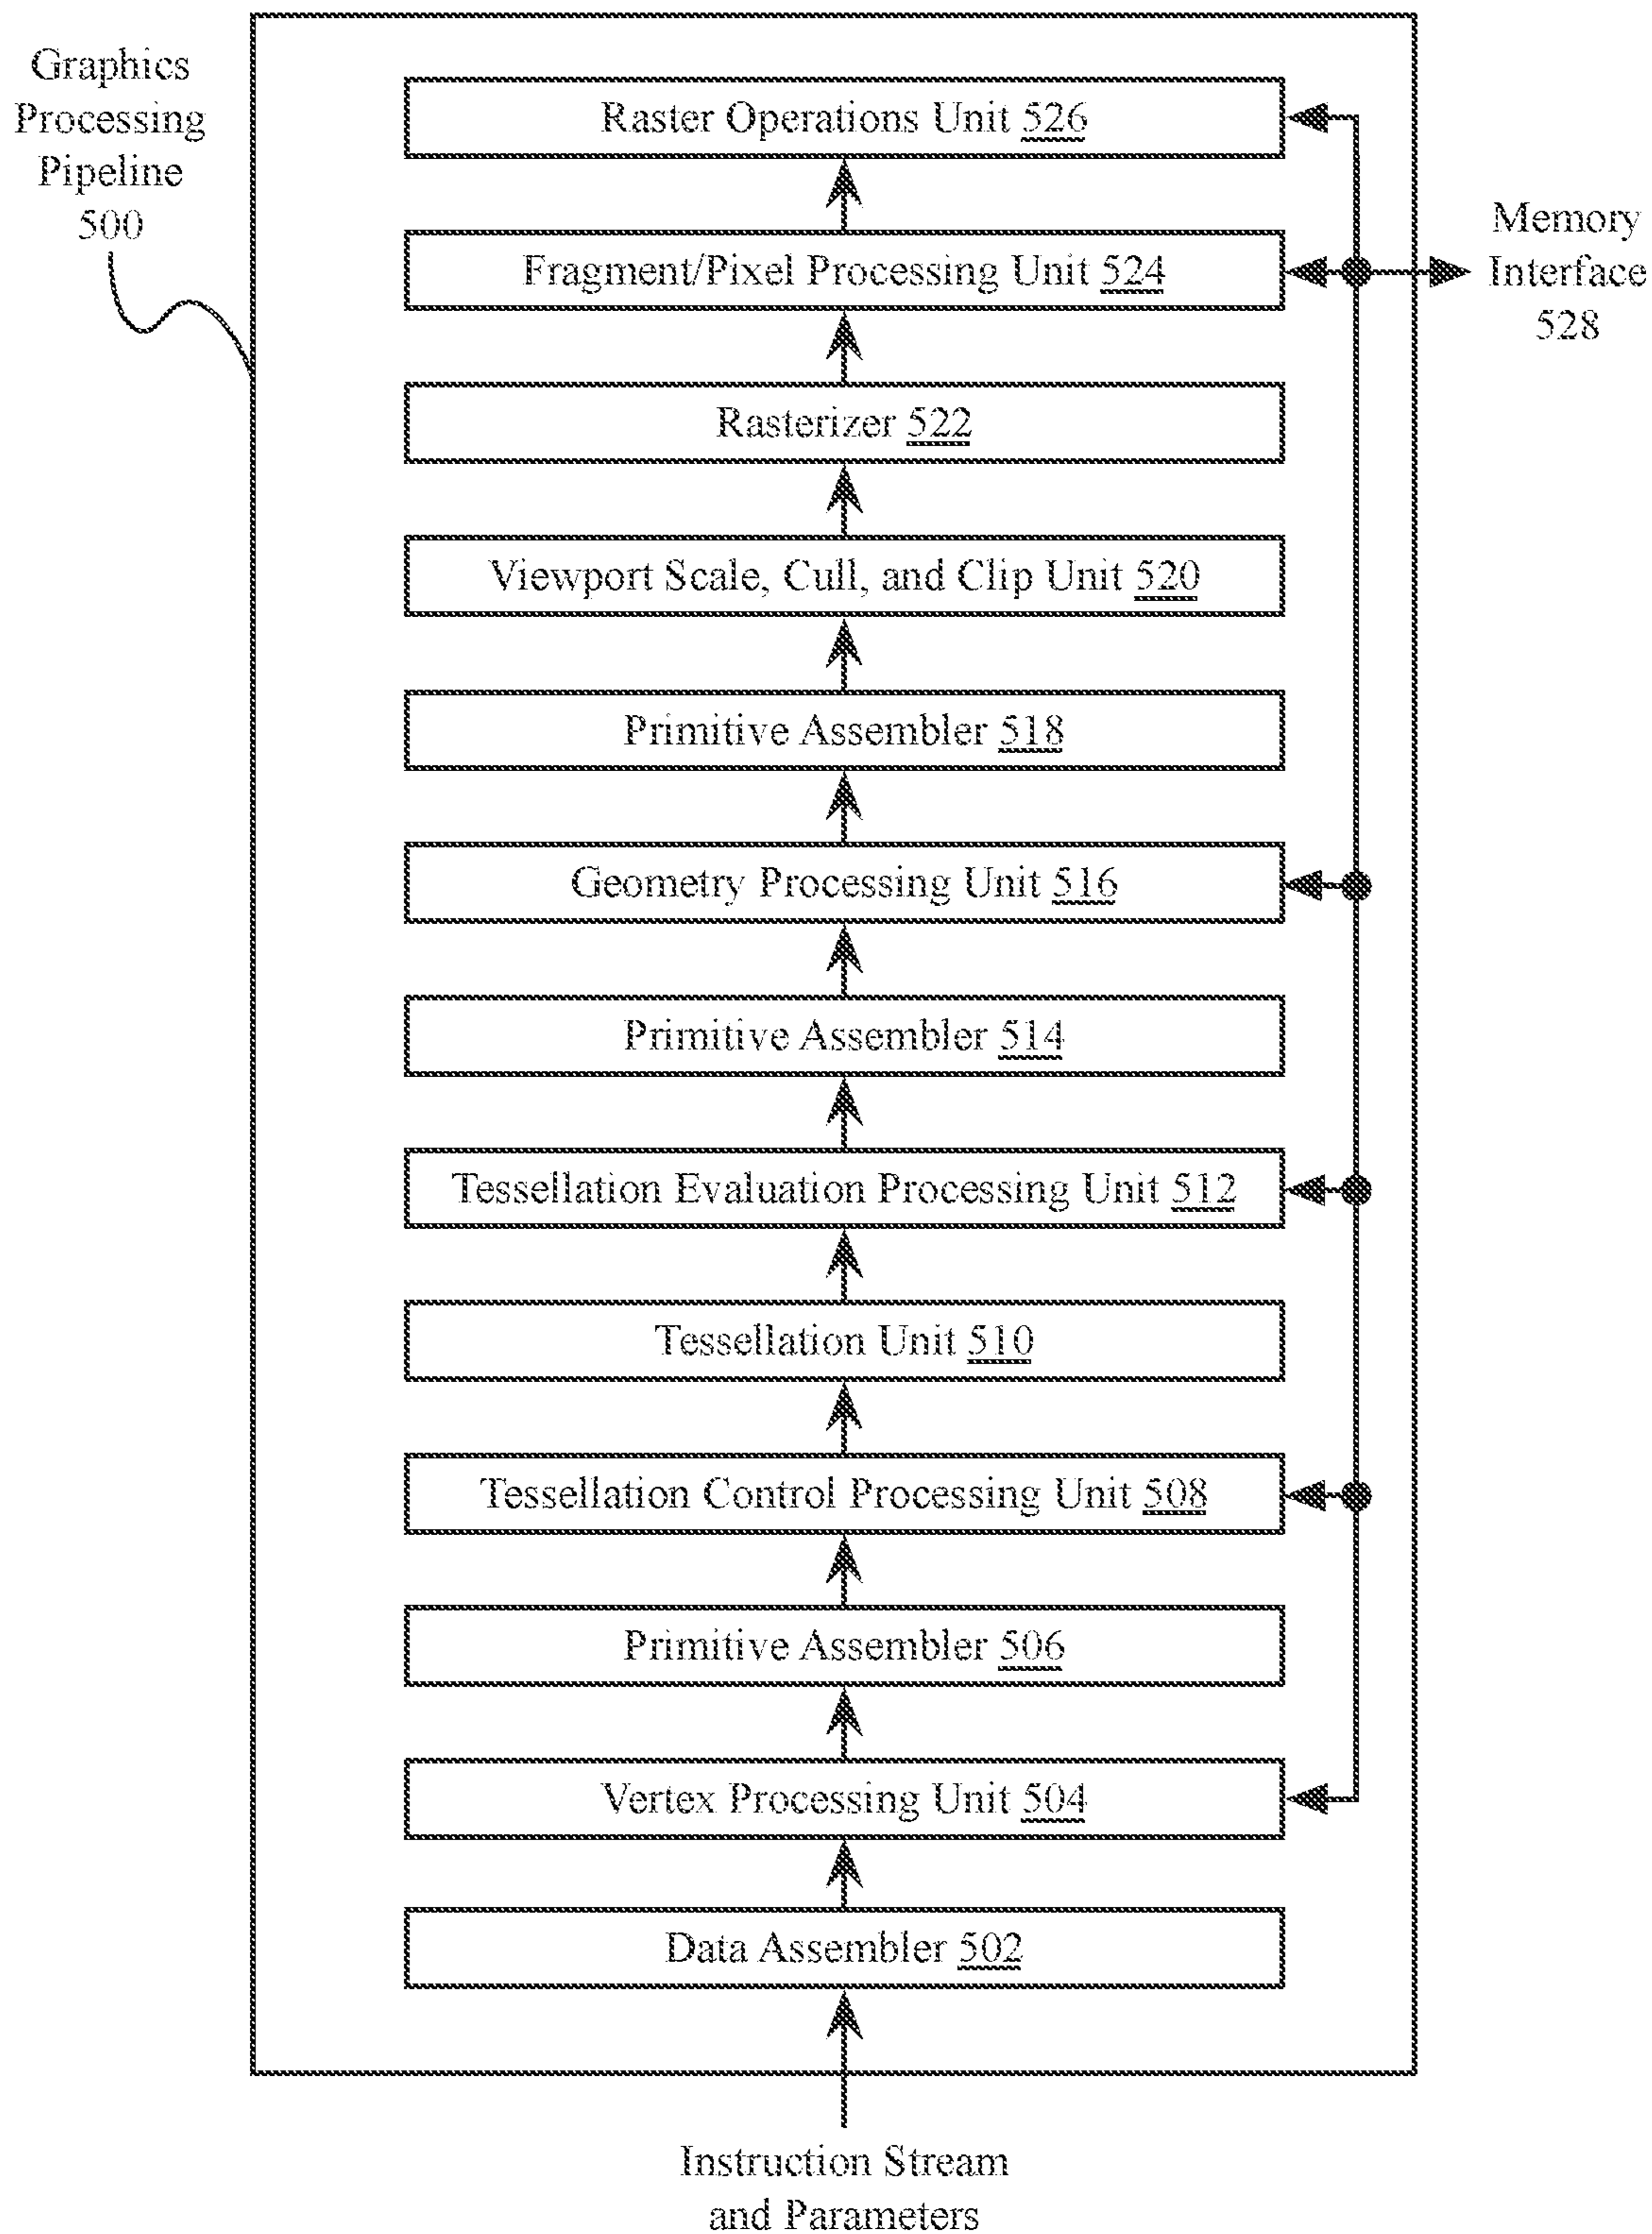 Graphics
Processing
Pipeline
500
Raster Operations Unit 526
Memory
Interface
528
Fragment/Pixel Processing Unit 524
Rasterizer 522
Viewport Scale, Cull, and Clip Unit 520
Primitive Assembler 518
Geometry Processing Unit 516
Primitive Assembler 514
Tessellation Evaluation Processing Unit 512
Tessellation Unit 510
Tessellation Control Processing Unit 508
Primitive Assembler 506
Vertex Processing Unit 504
Data Assembler 502
Instruction Stream
and Parameters